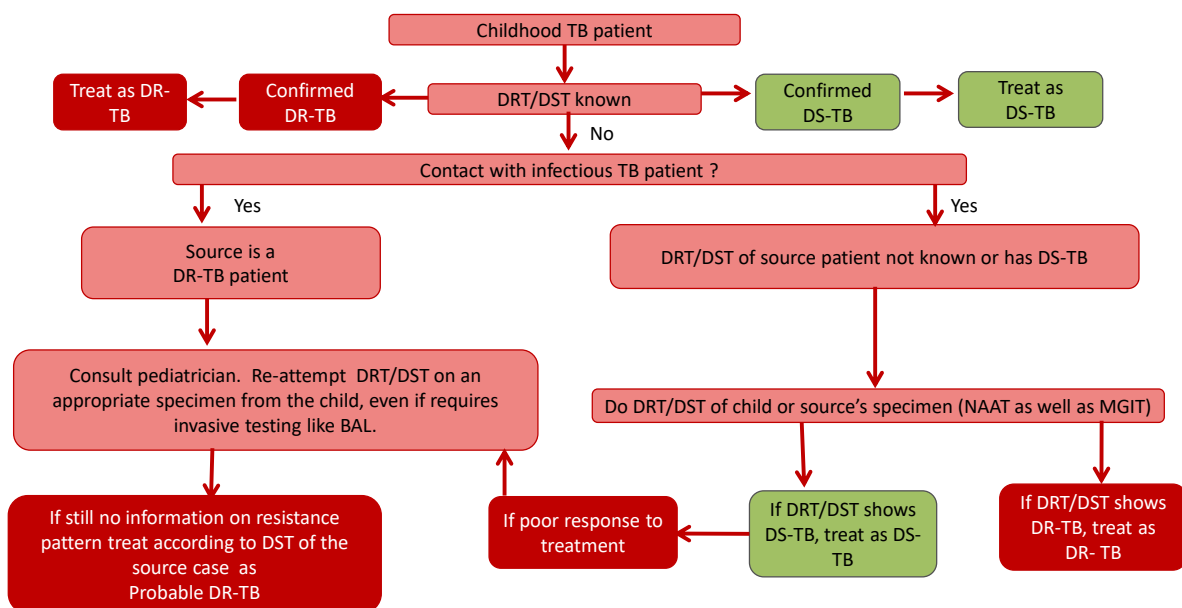 Childhood TB patient
Treat as DR-
TB
Confirmed
DR-TB
DRT/DST known
Confirmed
DS-TB
Treat as
DS-TB
No
Contact with infectious TB patient ?
Yes
Yes
Source is a
DR-TB patient
DRT/DST of source patient not known or has DS-TB
Consult pediatrician. Re-attempt DRT/DST on an
appropriate specimen from the child, even if requires
invasive testing like BAL.
Do DRT/DST of child or source's specimen (NAAT as well as MGIT)
If still no information on resistance
pattern treat according to DST of the
source case as
Probable DR-TB
If poor response to
treatment
If DRT/DST shows
DS-TB, treat as DS-
TB
If DRT/DST shows
DR-TB, treat as
DR- TB